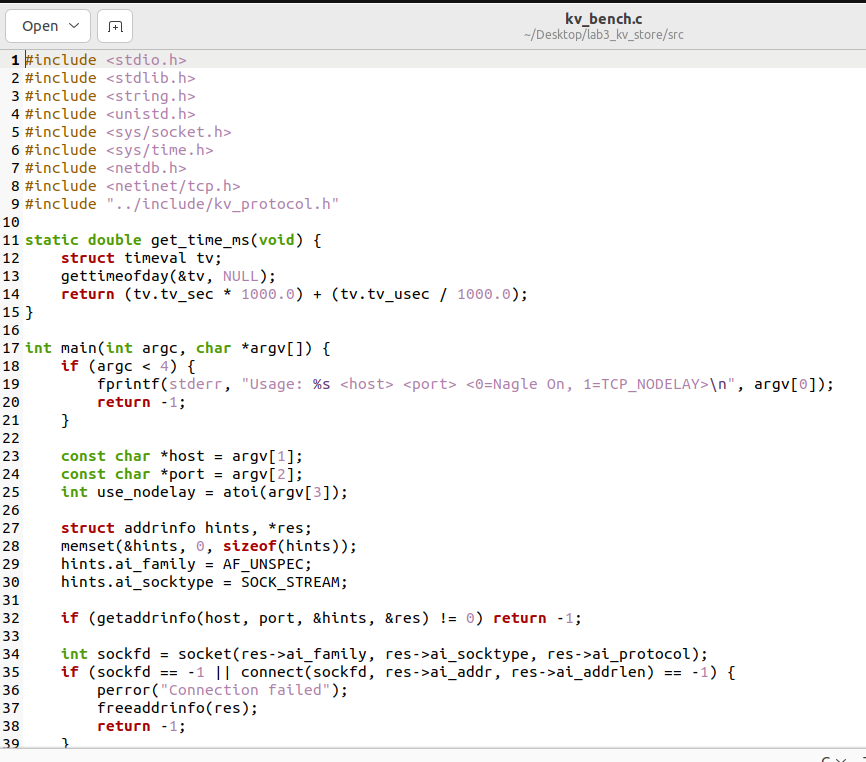 Open
kv_bench.c
~/Desktop/lab3_kv_store/src
1 #include <stdio.h>
2 #include <stdlib.h>
3 #include <string.h>
4 #include <unistd.h>
5 #include <sys/socket.h>
6 #include <sys/time.h>
7 #include <netdb.h>
8 #include <netinet/tcp.h>
9 #include "../include/kv_protocol.h"
10
11 static double get_time_ms(void) {
12     struct timeval tv;
13     gettimeofday(&tv, NULL);
14     return (tv.tv_sec * 1000.0) + (tv.tv_usec / 1000.0);
15 }
16
17 int main(int argc, char *argv[]) {
18     if (argc < 4) {
19         fprintf(stderr, "Usage: %s <host> <port> <0=Nagle On, 1=TCP_NODELAY>\n", argv[0]);
20         return -1;
21     }
22
23     const char *host = argv[1];
24     const char *port = argv[2];
25     int use_nodelay = atoi(argv[3]);
26
27     struct addrinfo hints, *res;
28     memset(&hints, 0, sizeof(hints));
29     hints.ai_family = AF_UNSPEC;
30     hints.ai_socktype = SOCK_STREAM;
31
32     if (getaddrinfo(host, port, &hints, &res) != 0) return -1;
33
34     int sockfd = socket(res->ai_family, res->ai_socktype, res->ai_protocol);
35     if (sockfd == -1 || connect(sockfd, res->ai_addr, res->ai_addrlen) == -1) {
36         perror("Connection failed");
37         freeaddrinfo(res);
38         return -1;
39     }